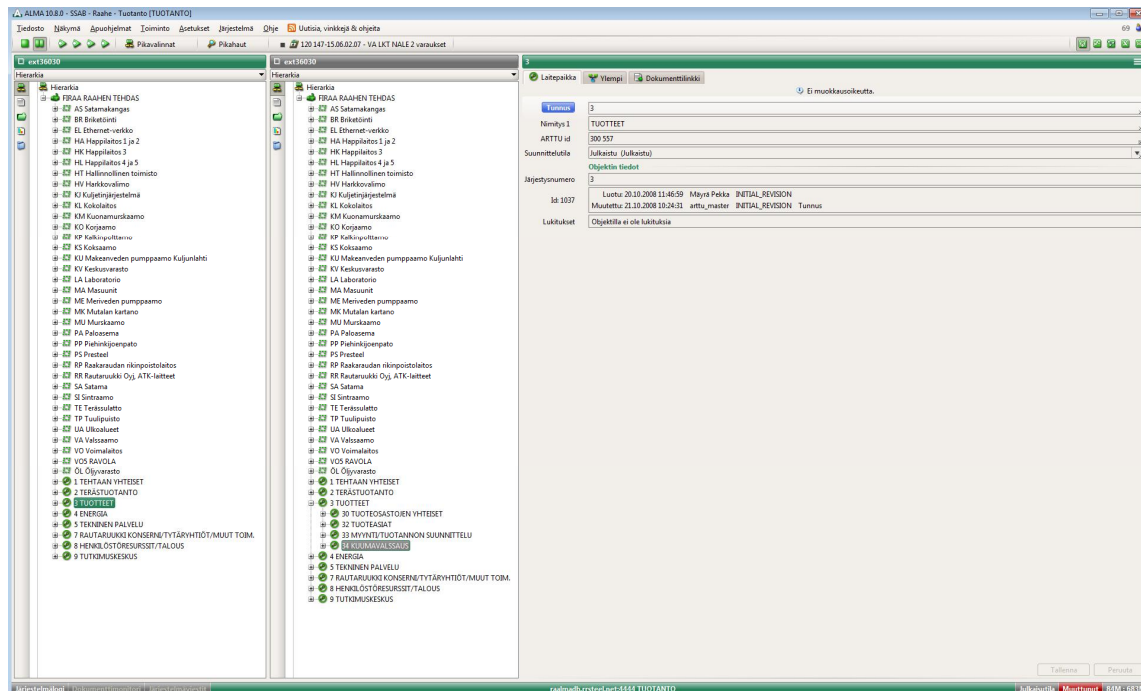 ALMA 10.8.0 - SSAB - Raahe - Tuotanto [TUOTANTO]
Tiedosto Näkymä Apuohjelmat Toiminto Asetukset Järjestelmä Ohje Uutisia, vinkkejä & ohjeita 69
Pikavalinnat Pikahaut 120 147-15.06.02.07 - VA LKT NALE 2 varaukset
ext36030
Hierarkia
Hierarkia
FIRAA RAAHEN TEHDAS
AS Satamakangas
BR Briketöinti
EL Ethernet-verkko
HA Happilaitos 1 ja 2
HK Happilaitos 3
HL Happilaitos 4 ja 5
HT Hallinnollinen toimisto
HV Harkkovalimo
KJ Kuljetinjärjestelmä
KL Kokolaitos
KM Kuonamurskaamo
KO Korjaamo
KP Kalkinpolttamo
KS Koksaamo
KU Makeanveden pumppaamo Kuljunlahti
KV Keskusvarasto
LA Laboratorio
MA Masuunit
ME Meriveden pumppaamo
MK Mutalan kartano
MU Murskaamo
PA Paloasema
PP Piehinkijoenpato
PS Presteel
RP Raakaraudan rikinpoistolaitos
RR Rautaruukki Oyj, ATK-laitteet
SA Satama
SI Sintraamo
TE Terässulatto
TP Tuulipuisto
UA Ulkoalueet
VA Valssaamo
VO Voimalaitos
VO5 RAVOLA
ÖL Öljyvarasto
1 TEHTAAN YHTEISET
2 TERÄSTUOTANTO
3 TUOTTEET
4 ENERGIA
5 TEKNINEN PALVELU
7 RAUTARUUKKI KONSERNI/TYTÄRYHTIÖT/MUUT TOIM.
8 HENKILÖSTÖRESURSSIT/TALOUS
9 TUTKIMUSKESKUS
ext36030
Hierarkia
Hierarkia
FIRAA RAAHEN TEHDAS
AS Satamakangas
BR Briketöinti
EL Ethernet-verkko
HA Happilaitos 1 ja 2
HK Happilaitos 3
HL Happilaitos 4 ja 5
HT Hallinnollinen toimisto
HV Harkkovalimo
KJ Kuljetinjärjestelmä
KL Kokolaitos
KM Kuonamurskaamo
KO Korjaamo
KP Kalkinpolttamo
KS Koksaamo
KU Makeanveden pumppaamo Kuljunlahti
KV Keskusvarasto
LA Laboratorio
MA Masuunit
ME Meriveden pumppaamo
MK Mutalan kartano
MU Murskaamo
PA Paloasema
PP Piehinkijoenpato
PS Presteel
RP Raakaraudan rikinpoistolaitos
RR Rautaruukki Oyj, ATK-laitteet
SA Satama
SI Sintraamo
TE Terässulatto
TP Tuulipuisto
UA Ulkoalueet
VA Valssaamo
VO Voimalaitos
VO5 RAVOLA
ÖL Öljyvarasto
1 TEHTAAN YHTEISET
2 TERÄSTUOTANTO
3 TUOTTEET
30 TUOTEOSASTOJEN YHTEISET
32 TUOTEASIAT
33 MYYNTI/TUOTANNON SUUNNITTELU
34 KUUMAVALSSAUS
4 ENERGIA
5 TEKNINEN PALVELU
7 RAUTARUUKKI KONSERNI/TYTÄRYHTIÖT/MUUT TOIM.
8 HENKILÖSTÖRESURSSIT/TALOUS
9 TUTKIMUSKESKUS
3
Laitepaikka Ylempi Dokumenttilinkki
Ei muokkausoikeutta.
Tunnus 3
Nimitys 1 TUOTTEET
ARTTU id 300 557
Suunnittelutila Julkaistu (Julkaistu)
Objektin tiedot
Järjestysnumero 3
Id: 1037 Luotu: 20.10.2008 11:46:59 Mäyrä Pekka INITIAL_REVISION
Muutettu: 21.10.2008 10:24:31 arttu_master INITIAL_REVISION Tunnus
Lukitukset Objektilla ei ole lukituksia
Tallenna Peruuta
Järjestelmälogi Dokumenttimonitori Järjestelmäviestit raalmadb.rrsteel.net:4444 TUOTANTO Julkaisutila Muuttunut